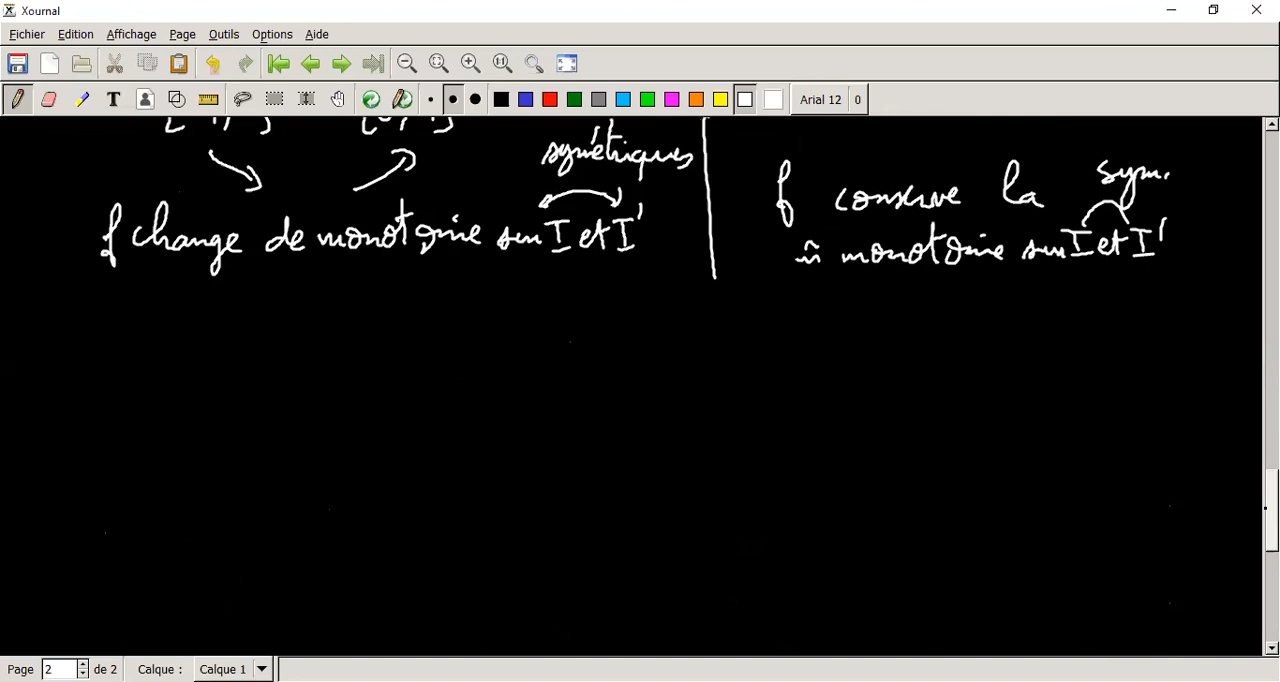 Xournal
Fichier Edition Affichage Page Outils Options Aide
Arial 12 0
symétriques
f change de monotonie sur I et I'
f conserve la sym.
m̃ monotonie sur I et I'
Page 2 de 2 Calque : Calque 1